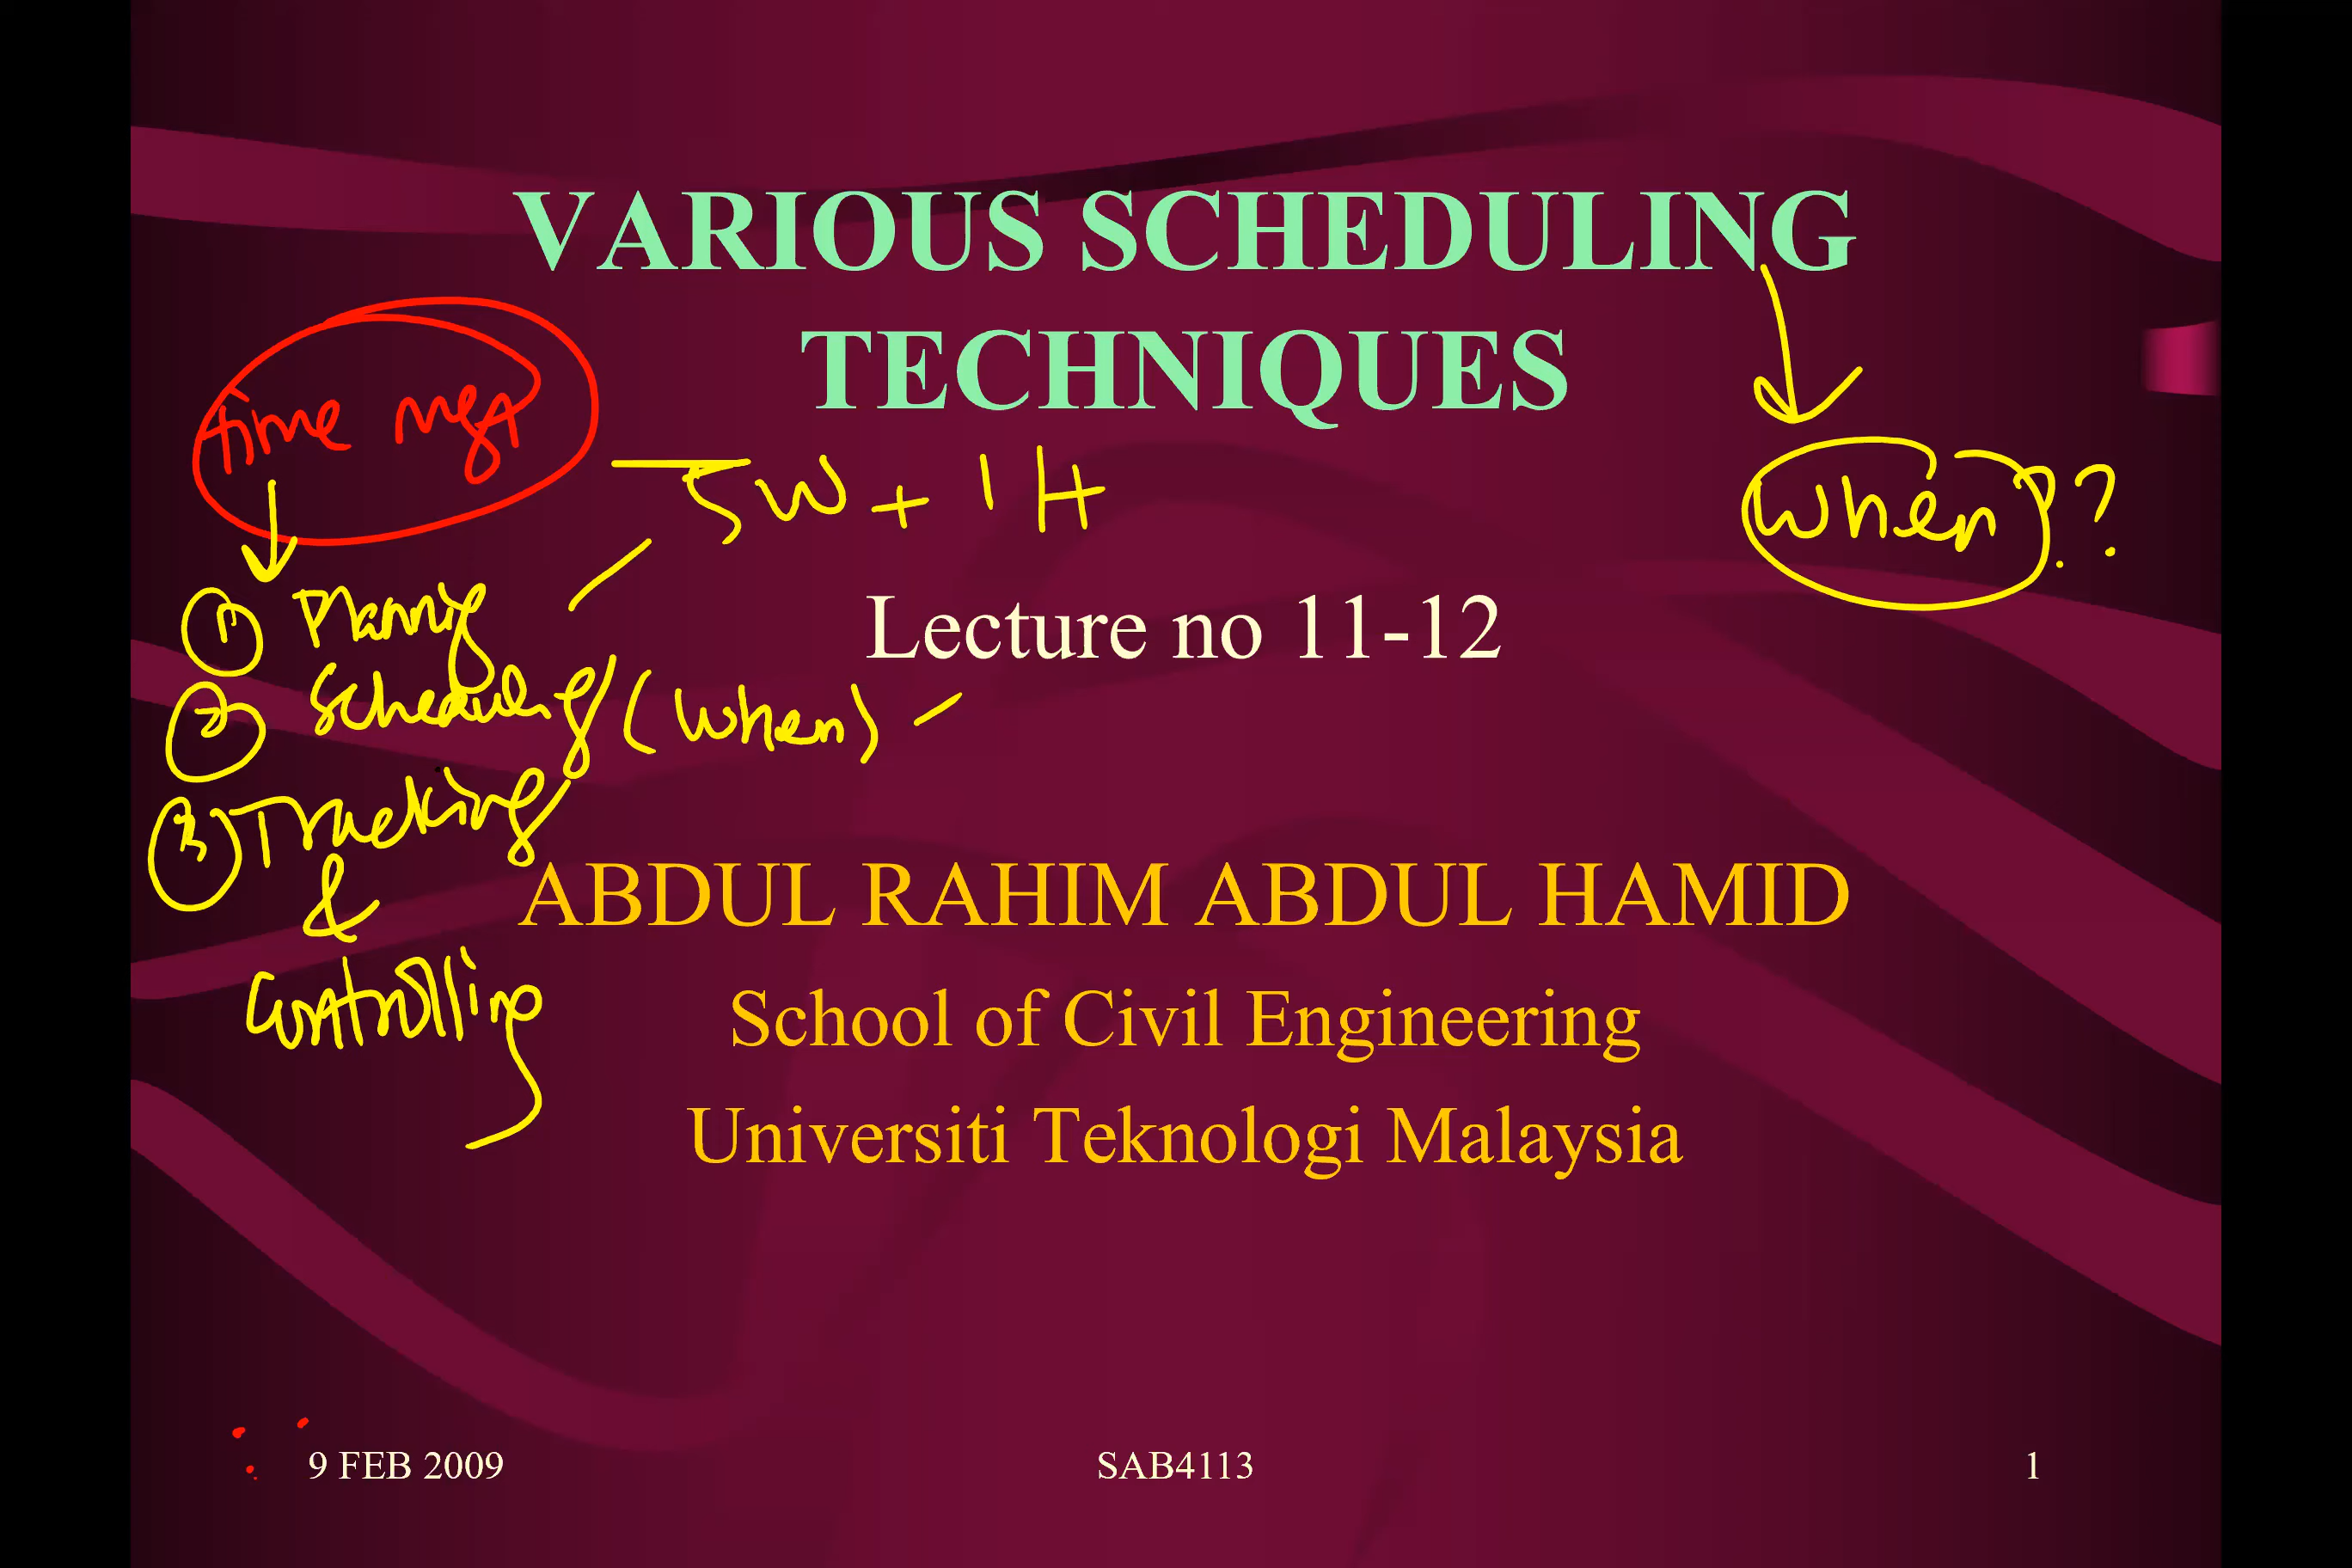 VARIOUS SCHEDULING
TECHNIQUES
time mgt
5W + 1H
when??
Lecture no 11-12
1 Planning
2 Scheduling (when)
3 Tracking
&
Controlling
ABDUL RAHIM ABDUL HAMID
School of Civil Engineering
Universiti Teknologi Malaysia
9 FEB 2009
SAB4113
1